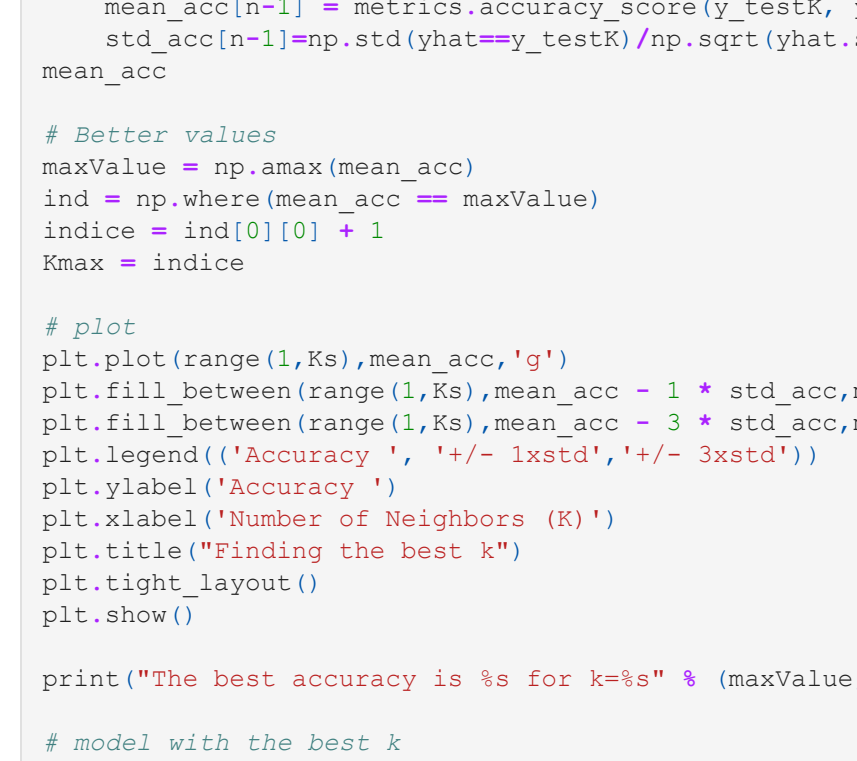 mean_acc[n-1] = metrics.accuracy_score(y_testK,
    std_acc[n-1]=np.std(yhat==y_testK)/np.sqrt(yhat.
mean_acc

# Better values
maxValue = np.amax(mean_acc)
ind = np.where(mean_acc == maxValue)
indice = ind[0][0] + 1
Kmax = indice

# plot
plt.plot(range(1,Ks),mean_acc,'g')
plt.fill_between(range(1,Ks),mean_acc - 1 * std_acc,
plt.fill_between(range(1,Ks),mean_acc - 3 * std_acc,
plt.legend(('Accuracy ', '+/- 1xstd','+/- 3xstd'))
plt.ylabel('Accuracy ')
plt.xlabel('Number of Neighbors (K)')
plt.title("Finding the best k")
plt.tight_layout()
plt.show()

print("The best accuracy is %s for k=%s" % (maxValue

# model with the best k